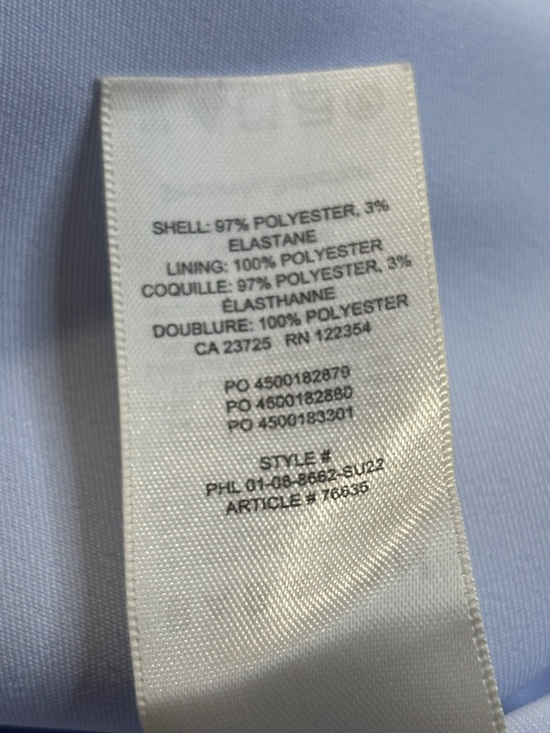 SHELL: 97% POLYESTER, 3%
ELASTANE
LINING: 100% POLYESTER
COQUILLE: 97% POLYESTER, 3%
ÉLASTHANNE
DOUBLURE: 100% POLYESTER
CA 23725 RN 122354
PO 4500182879
PO 4500182880
PO 4500183301
STYLE #
PHL 01-08-8662-SU22
ARTICLE # 76635